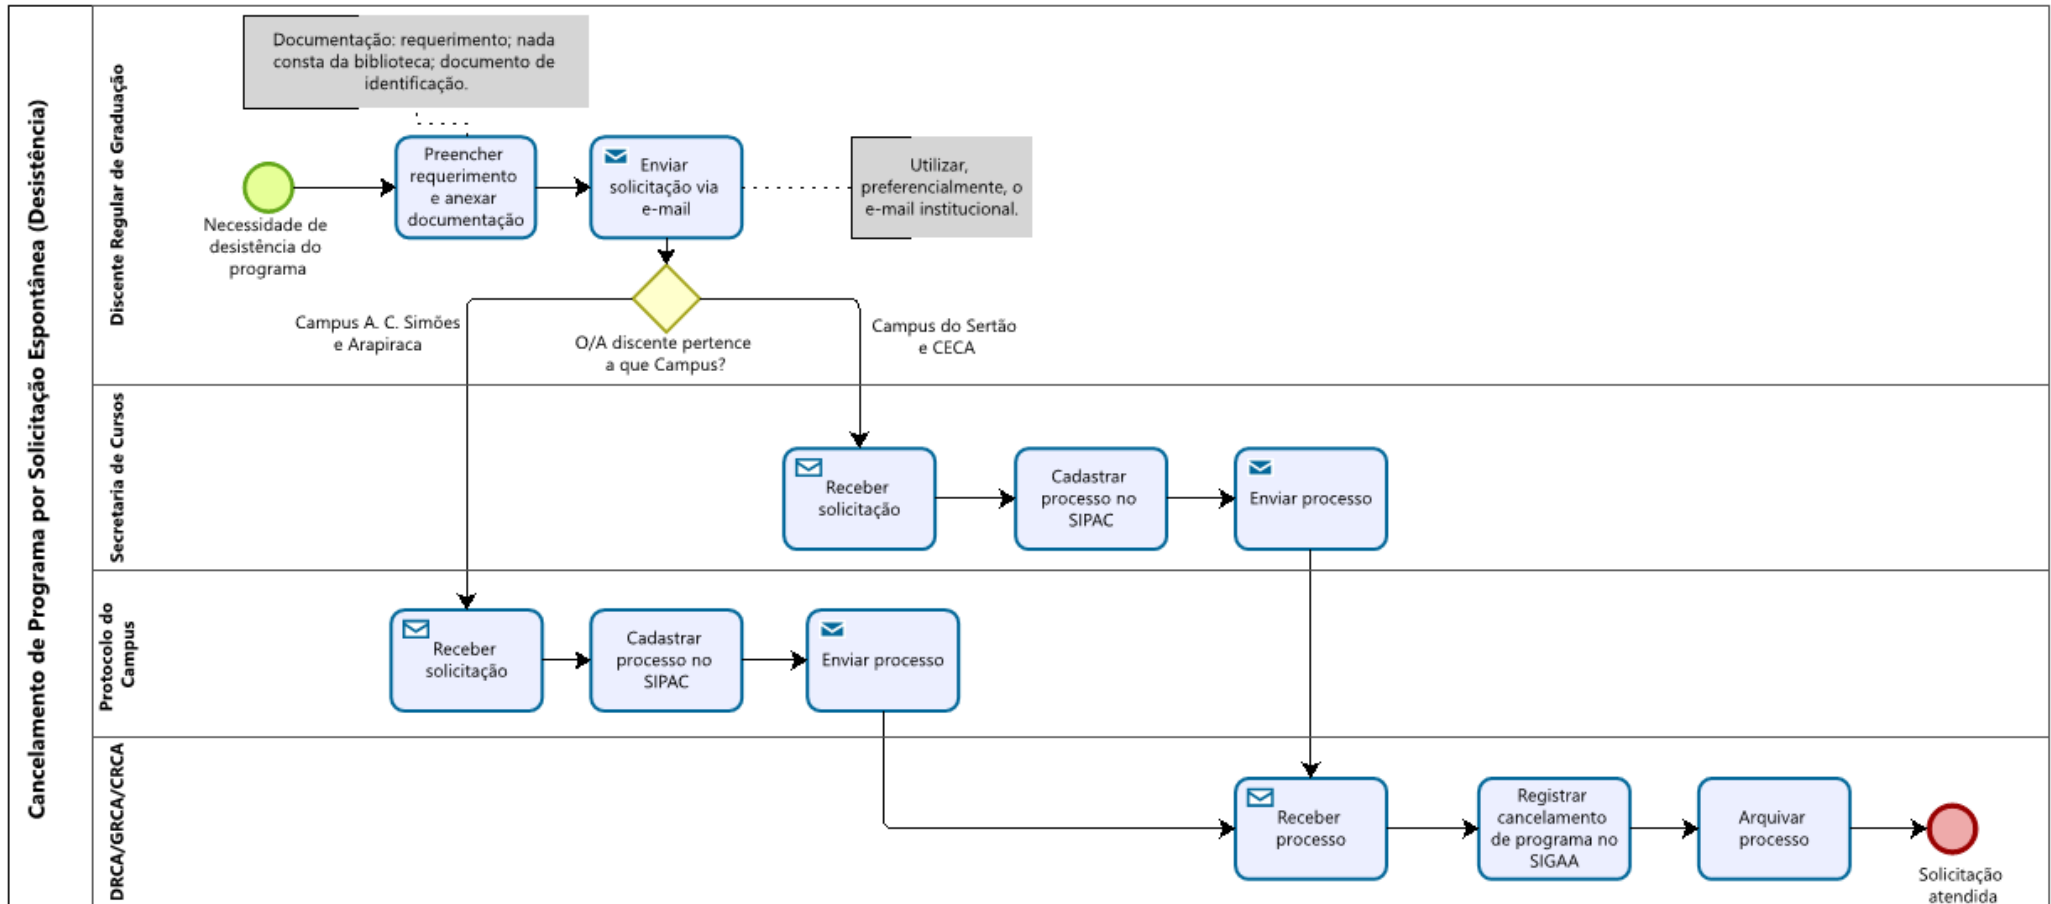 Cancelamento de Programa por Solicitação Espontânea (Desistência)
Discente Regular de Graduação
Documentação: requerimento; nada
consta da biblioteca; documento de
identificação.
Necessidade de
desistência do
programa
Preencher
requerimento
e anexar
documentação
Enviar
solicitação via
e-mail
Utilizar,
preferencialmente, o
e-mail institucional.
Campus A. C. Simões
e Arapiraca
O/A discente pertence
a que Campus?
Campus do Sertão
e CECA
Secretaria de Cursos
Receber
solicitação
Cadastrar
processo no
SIPAC
Enviar processo
Protocolo do
Campus
Receber
solicitação
Cadastrar
processo no
SIPAC
Enviar processo
DRCA/GRCA/CRCA
Receber
processo
Registrar
cancelamento
de programa no
SIGAA
Arquivar
processo
Solicitação
atendida